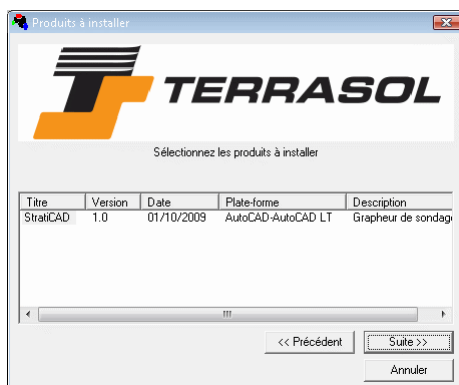 Produits à installer
TERRASOL
Sélectionnez les produits à installer
Titre Version Date Plate-forme Description
StratiCAD 1.0 01/10/2009 AutoCAD-AutoCAD LT Grapheur de sondag
<< Précédent Suite >>
Annuler